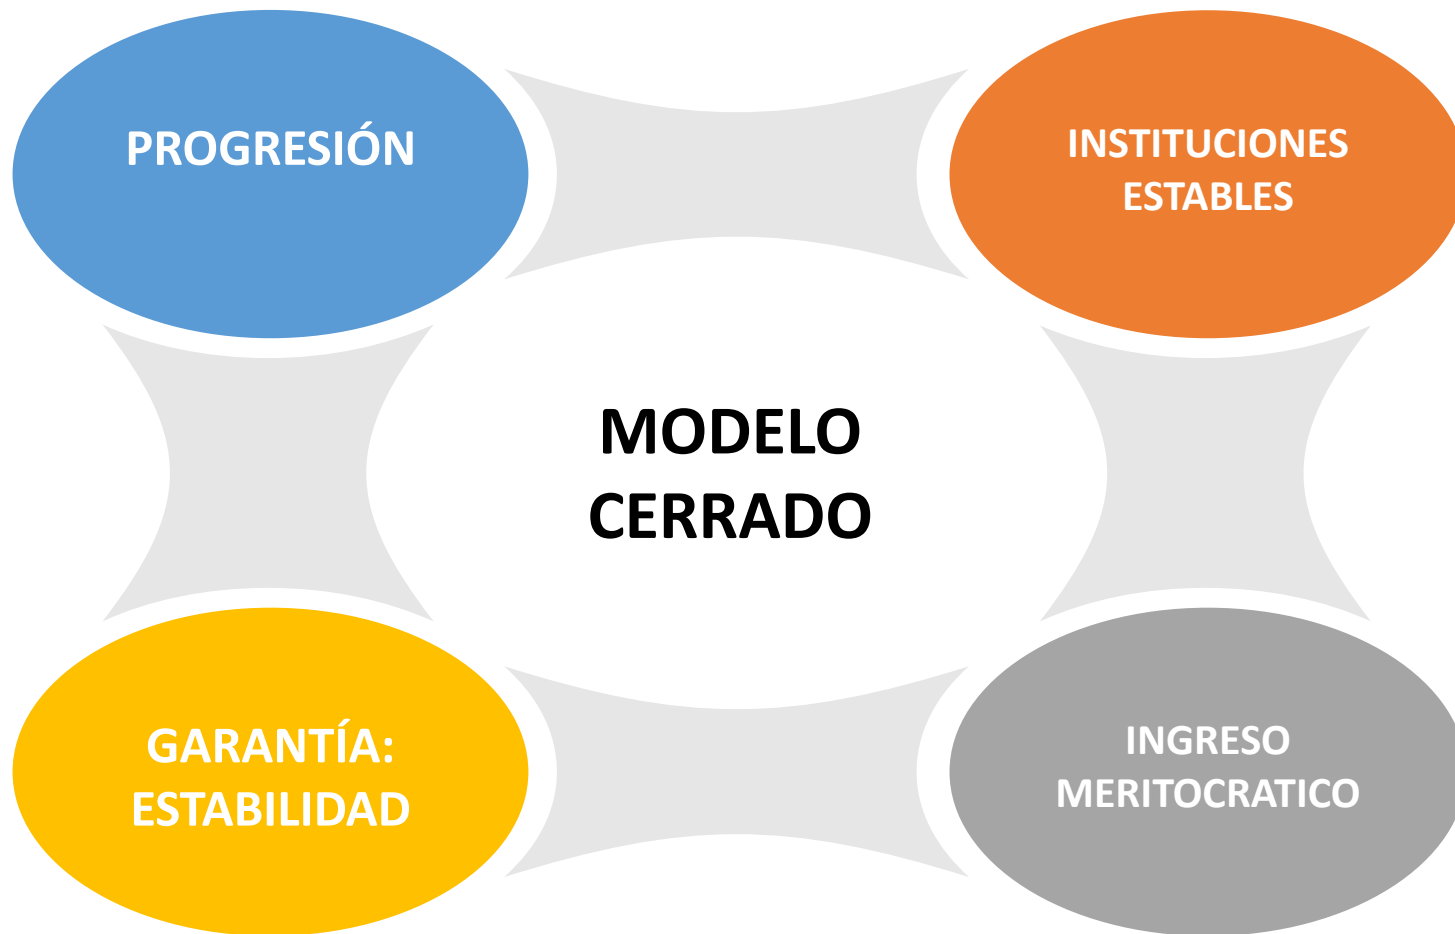 PROGRESIÓN
INSTITUCIONES
ESTABLES
MODELO
CERRADO
GARANTÍA:
ESTABILIDAD
INGRESO
MERITOCRATICO